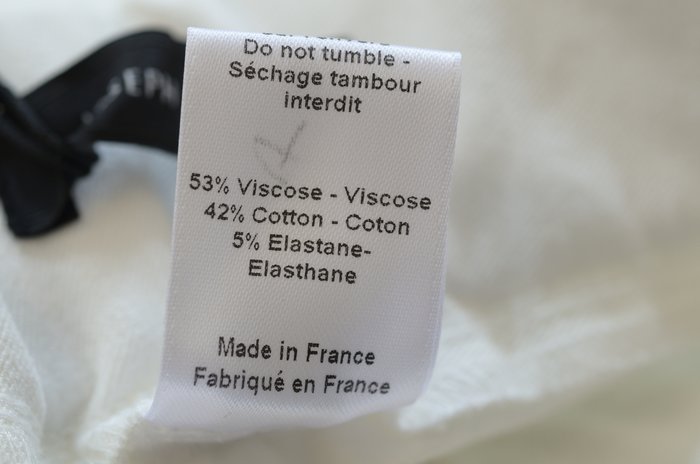 Do not tumble -
Séchage tambour
interdit
53% Viscose - Viscose
42% Cotton - Coton
5% Elastane-
Elasthane
Made in France
Fabriqué en France